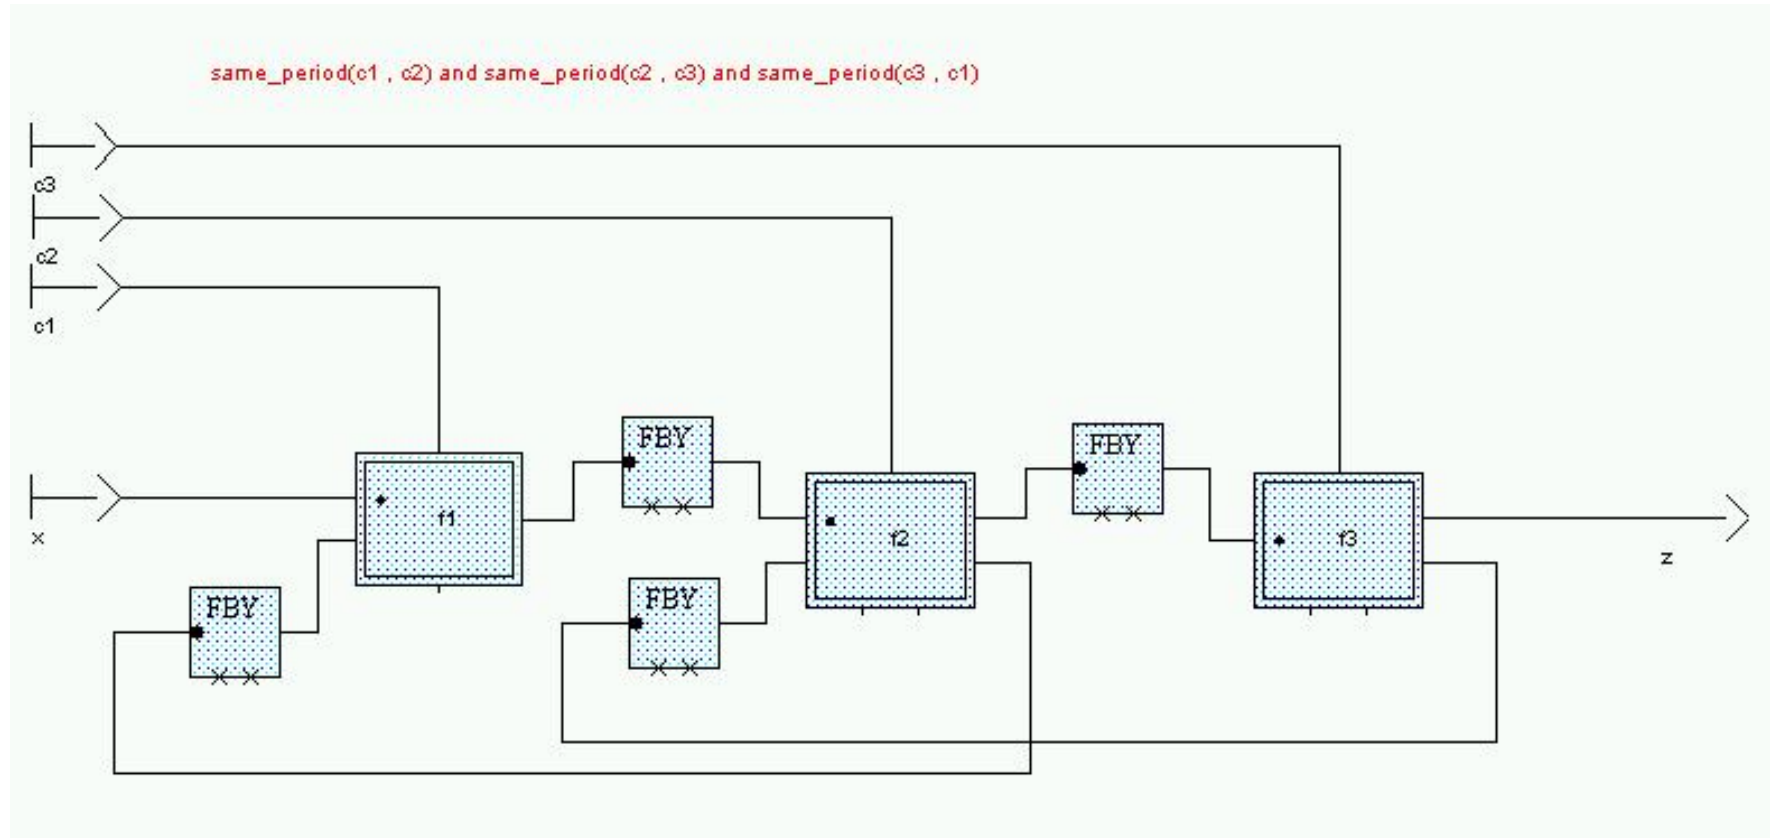 same_period(c1 , c2) and same_period(c2 , c3) and same_period(c3 , c1)
c3
c2
c1
FBY
FBY
x
f1
f2
f3
z
FBY
FBY